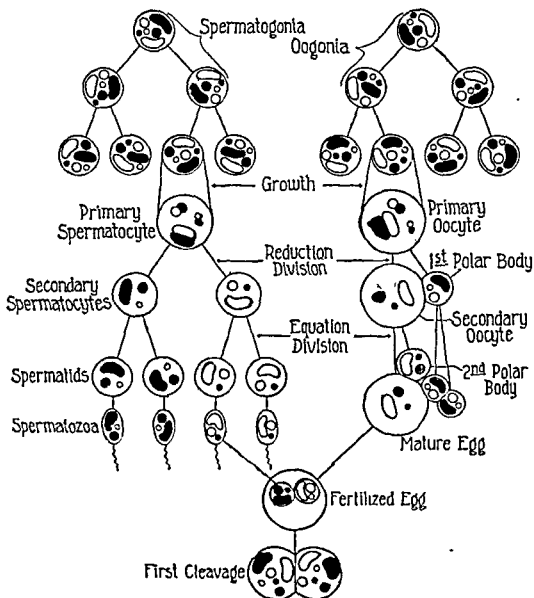 Spermatogonia
Oogonia
Growth
Primary
Spermatocyte
Primary
Oocyte
Reduction
Division
1st Polar Body
Secondary
Spermatocytes
Secondary
Oocyte
Equation
Division
Spermatids
2nd Polar
Body
Spermatozoa
Mature Egg
Fertilized Egg
First Cleavage